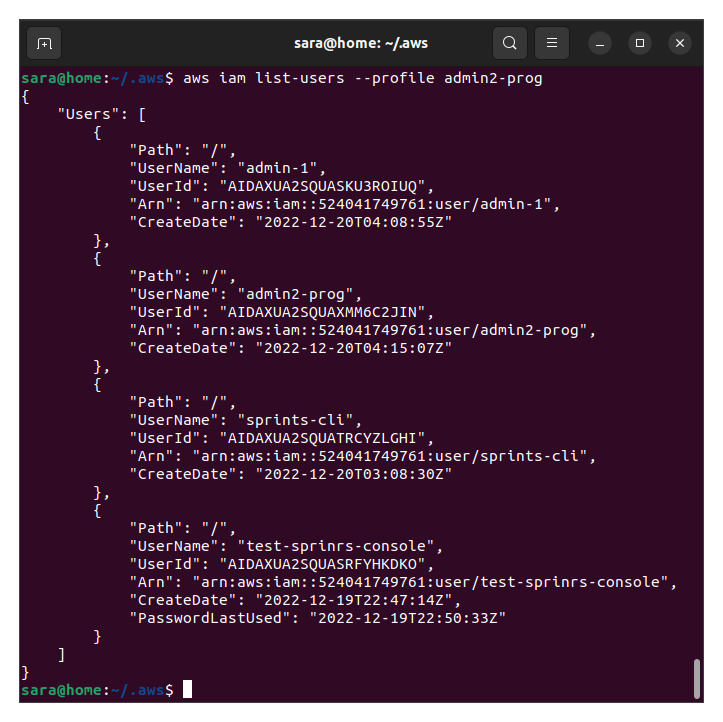 sara@home: ~/.aws
sara@home:~/.aws$ aws iam list-users --profile admin2-prog
{
    "Users": [
        {
            "Path": "/",
            "UserName": "admin-1",
            "UserId": "AIDAXUA2SQUASKU3ROIUQ",
            "Arn": "arn:aws:iam::524041749761:user/admin-1",
            "CreateDate": "2022-12-20T04:08:55Z"
        },
        {
            "Path": "/",
            "UserName": "admin2-prog",
            "UserId": "AIDAXUA2SQUAXMM6C2JIN",
            "Arn": "arn:aws:iam::524041749761:user/admin2-prog",
            "CreateDate": "2022-12-20T04:15:07Z"
        },
        {
            "Path": "/",
            "UserName": "sprints-cli",
            "UserId": "AIDAXUA2SQUATRCYZLGHI",
            "Arn": "arn:aws:iam::524041749761:user/sprints-cli",
            "CreateDate": "2022-12-20T03:08:30Z"
        },
        {
            "Path": "/",
            "UserName": "test-sprinrs-console",
            "UserId": "AIDAXUA2SQUASRFYHKDKO",
            "Arn": "arn:aws:iam::524041749761:user/test-sprinrs-console",
            "CreateDate": "2022-12-19T22:47:14Z",
            "PasswordLastUsed": "2022-12-19T22:50:33Z"
        }
    ]
}
sara@home:~/.aws$